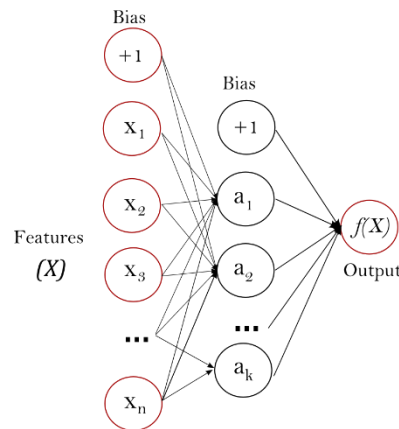 Bias
+1
x1
x2
x3
...
xn
Features
(X)
Bias
+1
a1
a2
...
ak
f(X)
Output